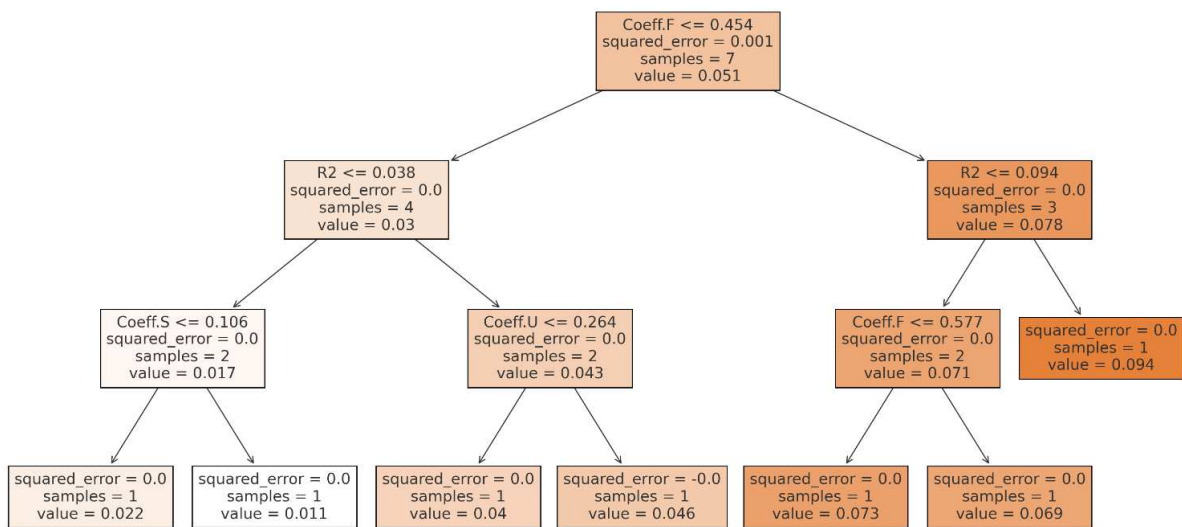 Coeff.F <= 0.454
squared_error = 0.001
samples = 7
value = 0.051
R2 <= 0.038
squared_error = 0.0
samples = 4
value = 0.03
R2 <= 0.094
squared_error = 0.0
samples = 3
value = 0.078
Coeff.S <= 0.106
squared_error = 0.0
samples = 2
value = 0.017
Coeff.U <= 0.264
squared_error = 0.0
samples = 2
value = 0.043
Coeff.F <= 0.577
squared_error = 0.0
samples = 2
value = 0.071
squared_error = 0.0
samples = 1
value = 0.094
squared_error = 0.0
samples = 1
value = 0.022
squared_error = 0.0
samples = 1
value = 0.011
squared_error = 0.0
samples = 1
value = 0.04
squared_error = -0.0
samples = 1
value = 0.046
squared_error = 0.0
samples = 1
value = 0.073
squared_error = 0.0
samples = 1
value = 0.069